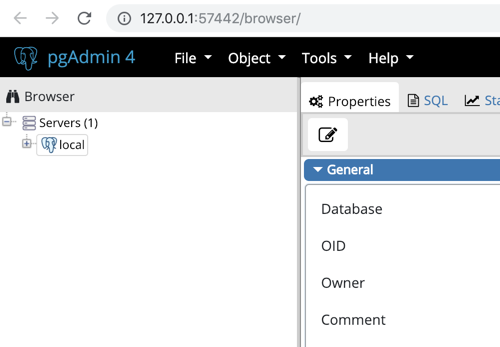 127.0.0.1:57442/browser/
pgAdmin 4 File Object Tools Help
Browser
Properties SQL
Servers (1)
local
General
Database
OID
Owner
Comment